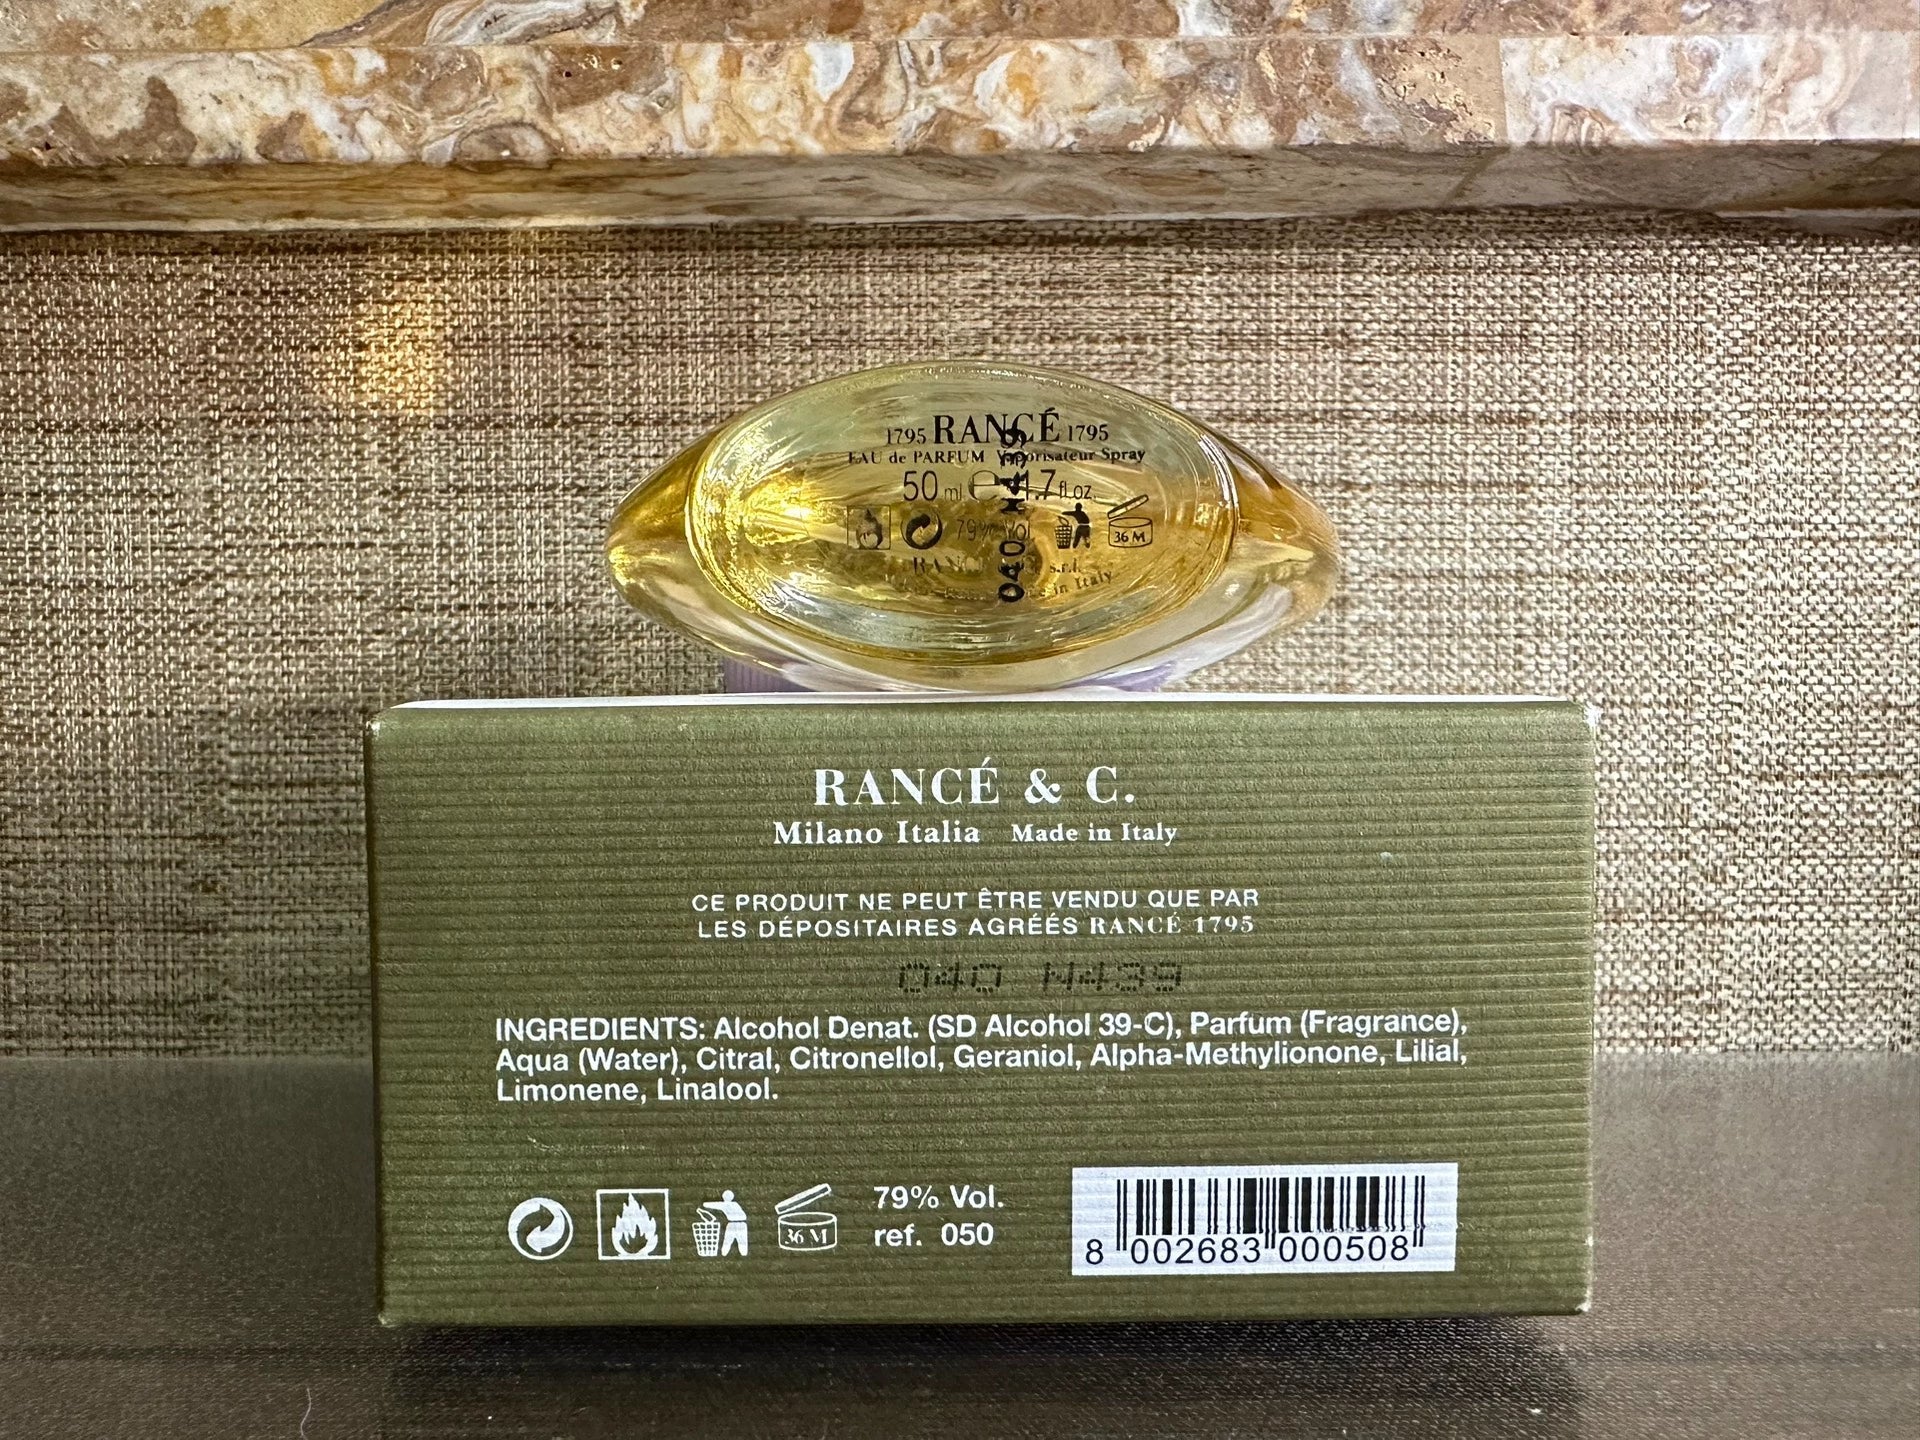 1795 RANCÉ 1795
EAU de PARFUM Vaporisateur Spray
50 ml ℮ 1.7 fl.oz.
79% Vol.
36 M
RANCÉ s.r.l.
in Italy
040 N439
RANCÉ & C.
Milano Italia Made in Italy
CE PRODUIT NE PEUT ÊTRE VENDU QUE PAR
LES DÉPOSITAIRES AGRÉÉS RANCÉ 1795
040 N439
INGREDIENTS: Alcohol Denat. (SD Alcohol 39-C), Parfum (Fragrance),
Aqua (Water), Citral, Citronellol, Geraniol, Alpha-Methylionone, Lilial,
Limonene, Linalool.
36 M
79% Vol.
ref. 050
8 002683 000508